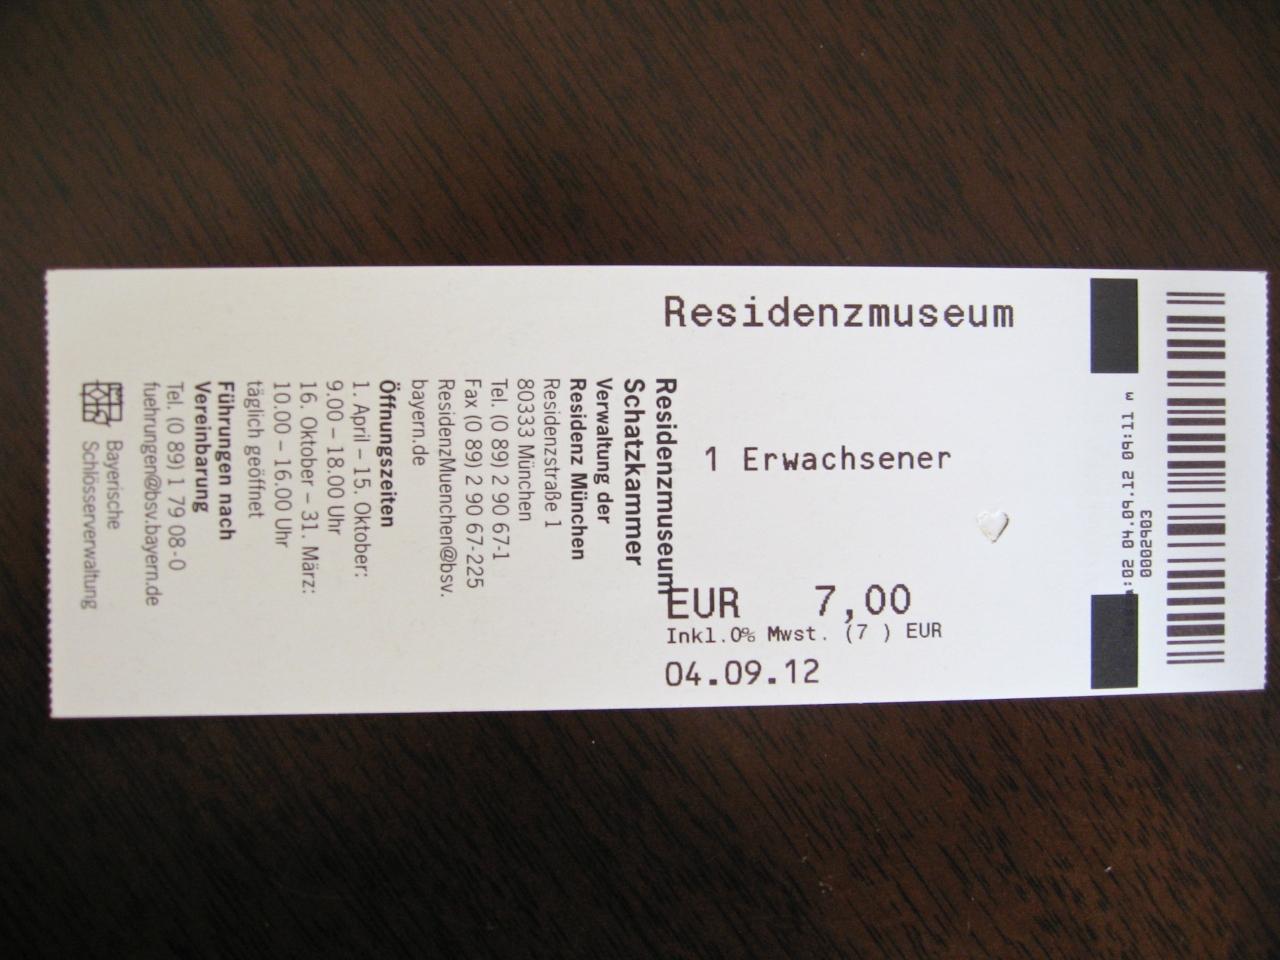 Residenzmuseum
1 Erwachsener
EUR 7,00
Inkl.0% Mwst. (7 ) EUR
04.09.12
Residenzmuseum
Schatzkammer
Verwaltung der
Residenz München
Residenzstraße 1
80333 München
Tel. (0 89) 2 90 67-1
Fax (0 89) 2 90 67-225
ResidenzMuenchen@bsv.
bayern.de
Öffnungszeiten
1. April – 15. Oktober:
9.00 – 18.00 Uhr
16. Oktober – 31. März:
10.00 – 16.00 Uhr
täglich geöffnet
Führungen nach
Vereinbarung
Tel. (0 89) 1 79 08-0
fuehrungen@bsv.bayern.de
Bayerische
Schlösserverwaltung